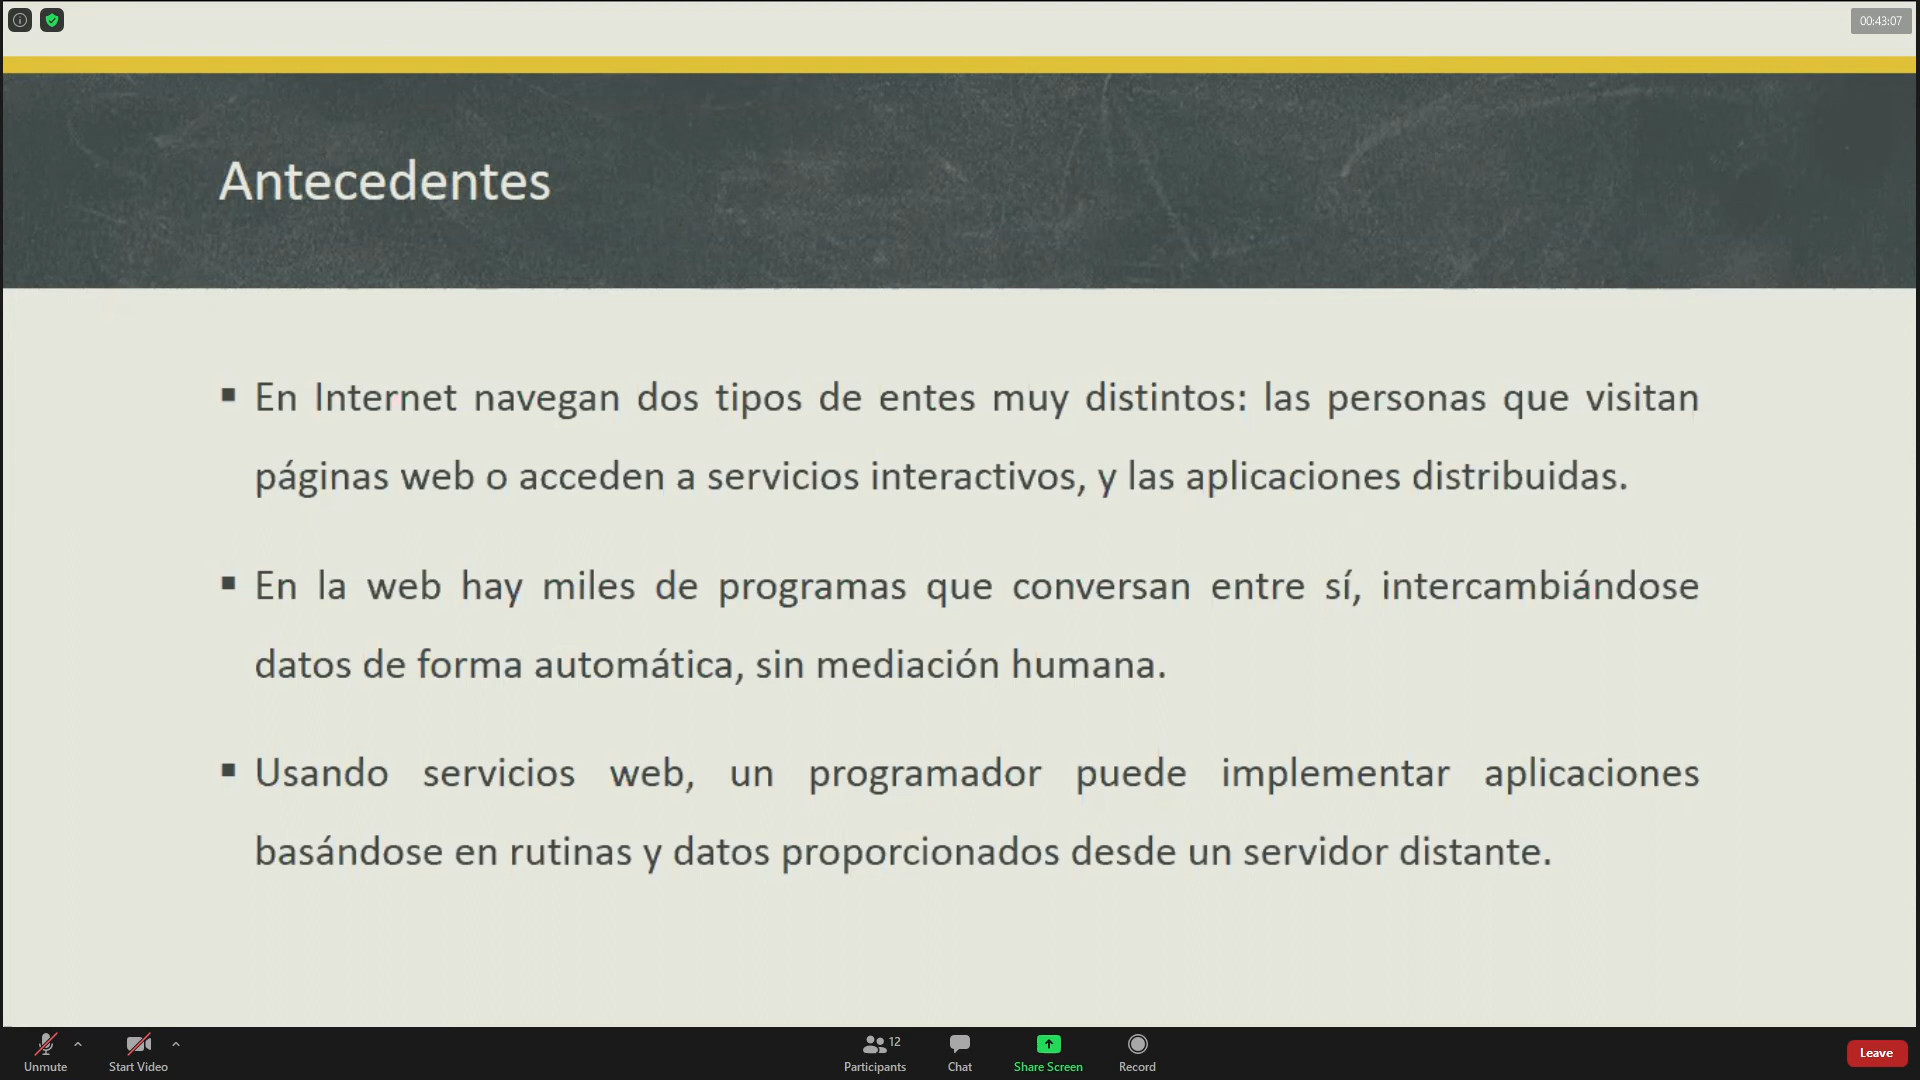 00:43:07
Antecedentes
▪ En Internet navegan dos tipos de entes muy distintos: las personas que visitan
páginas web o acceden a servicios interactivos, y las aplicaciones distribuidas.
▪ En la web hay miles de programas que conversan entre sí, intercambiándose
datos de forma automática, sin mediación humana.
▪ Usando servicios web, un programador puede implementar aplicaciones
basándose en rutinas y datos proporcionados desde un servidor distante.
12
Unmute Start Video Participants Chat Share Screen Record Leave